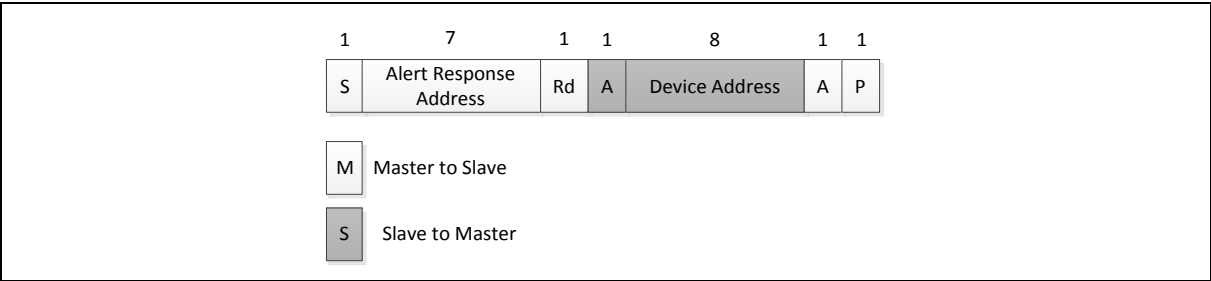 1 7 1 1 8 1 1
S Alert Response Address Rd A Device Address A P
M Master to Slave
S Slave to Master